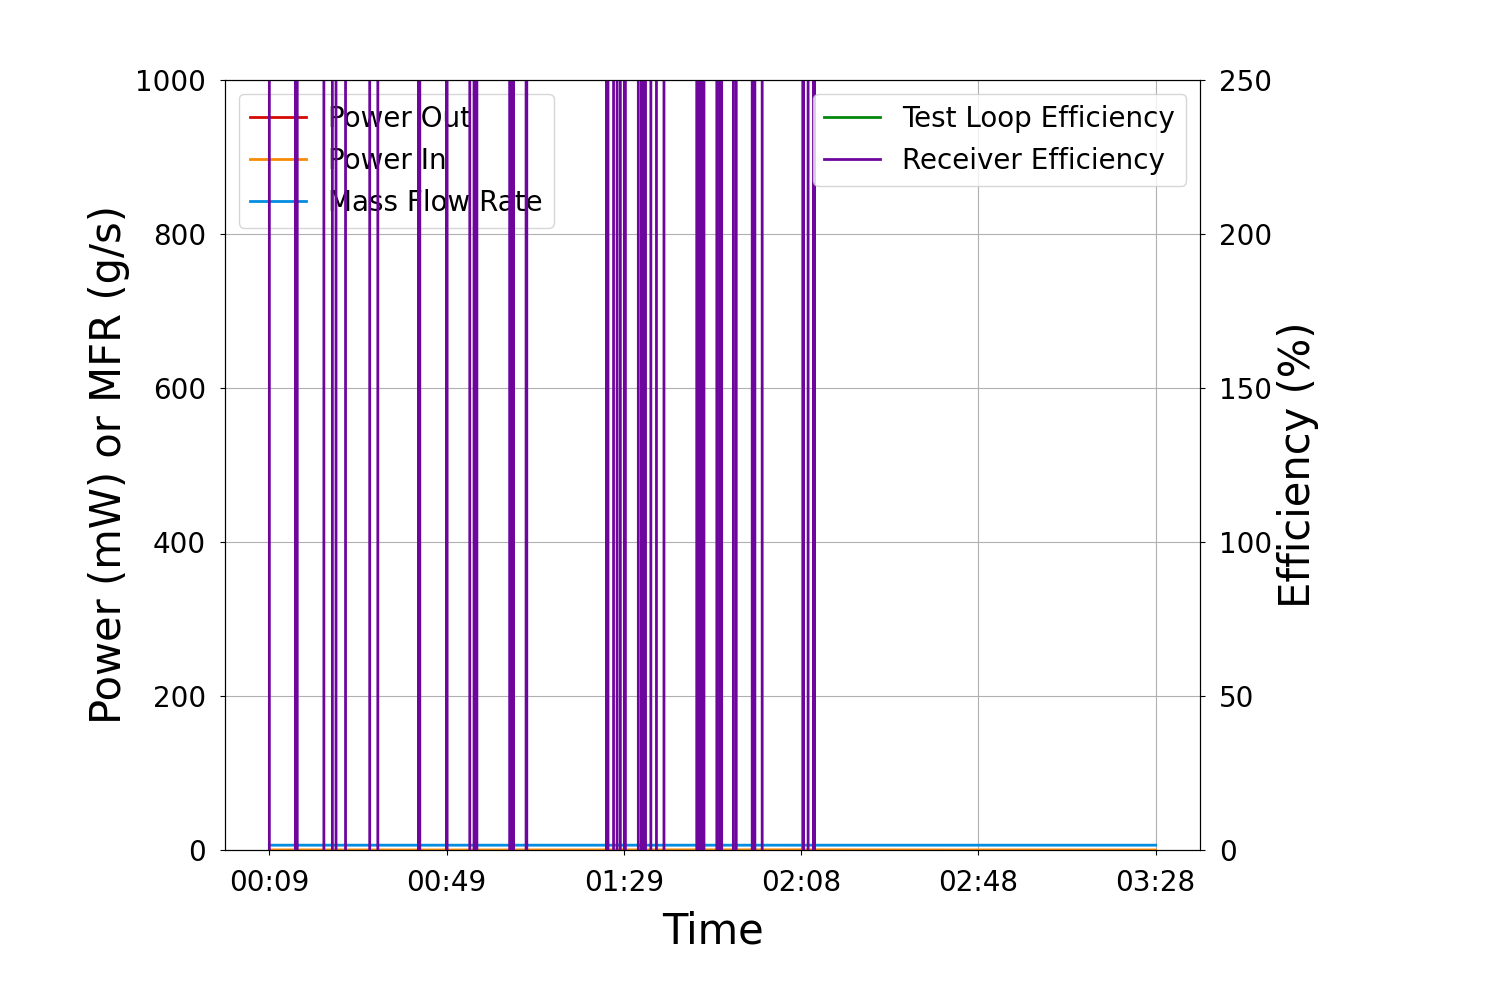 1000
800
600
400
200
0
Power (mW) or MFR (g/s)
Power Out
Power In
Mass Flow Rate
Test Loop Efficiency
Receiver Efficiency
250
200
150
100
50
0
Efficiency (%)
00:09 00:49 01:29 02:08 02:48 03:28
Time